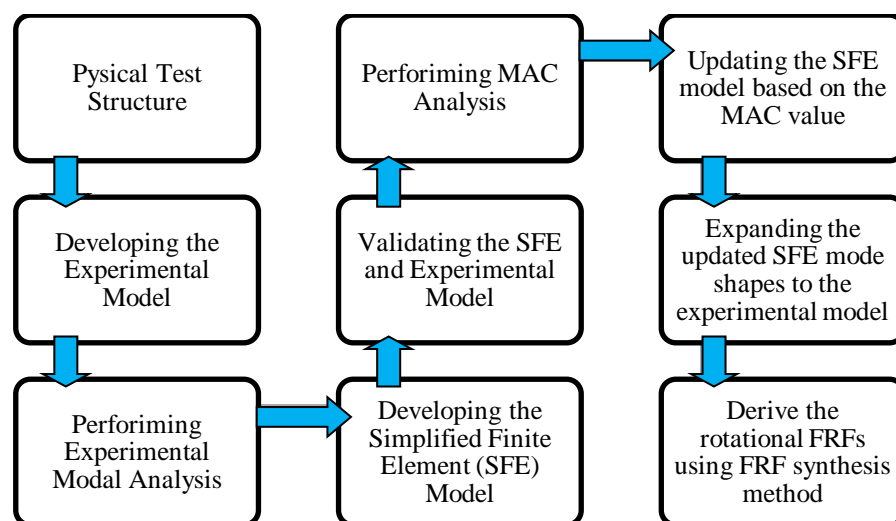 Pysical Test
Structure
Developing the
Experimental
Model
Performing
Experimental
Modal Analysis
Developing the
Simplified Finite
Element (SFE)
Model
Validating the SFE
and Experimental
Model
Perforiming MAC
Analysis
Updating the SFE
model based on
the MAC value
Expanding the
updated SFE mode
shapes to the
experimental model
Derive the
rotational FRFs
using FRF synthesis
method